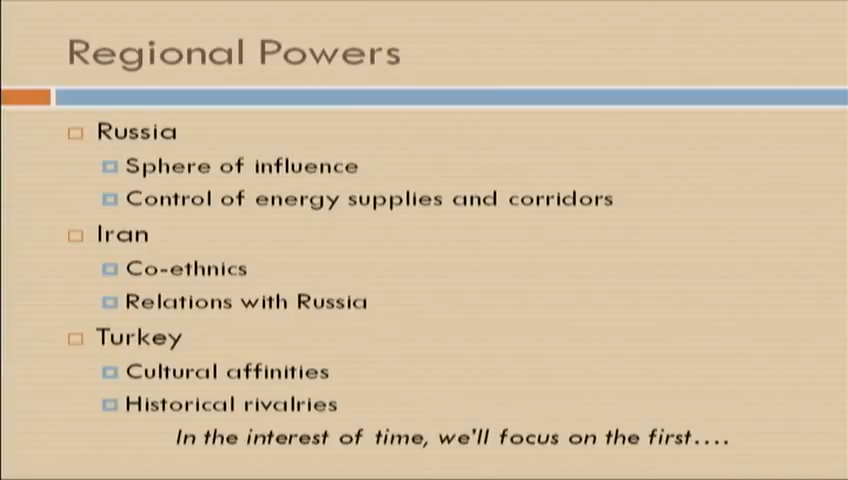 Regional Powers
Russia
Sphere of influence
Control of energy supplies and corridors
Iran
Co-ethnics
Relations with Russia
Turkey
Cultural affinities
Historical rivalries
In the interest of time, we'll focus on the first....